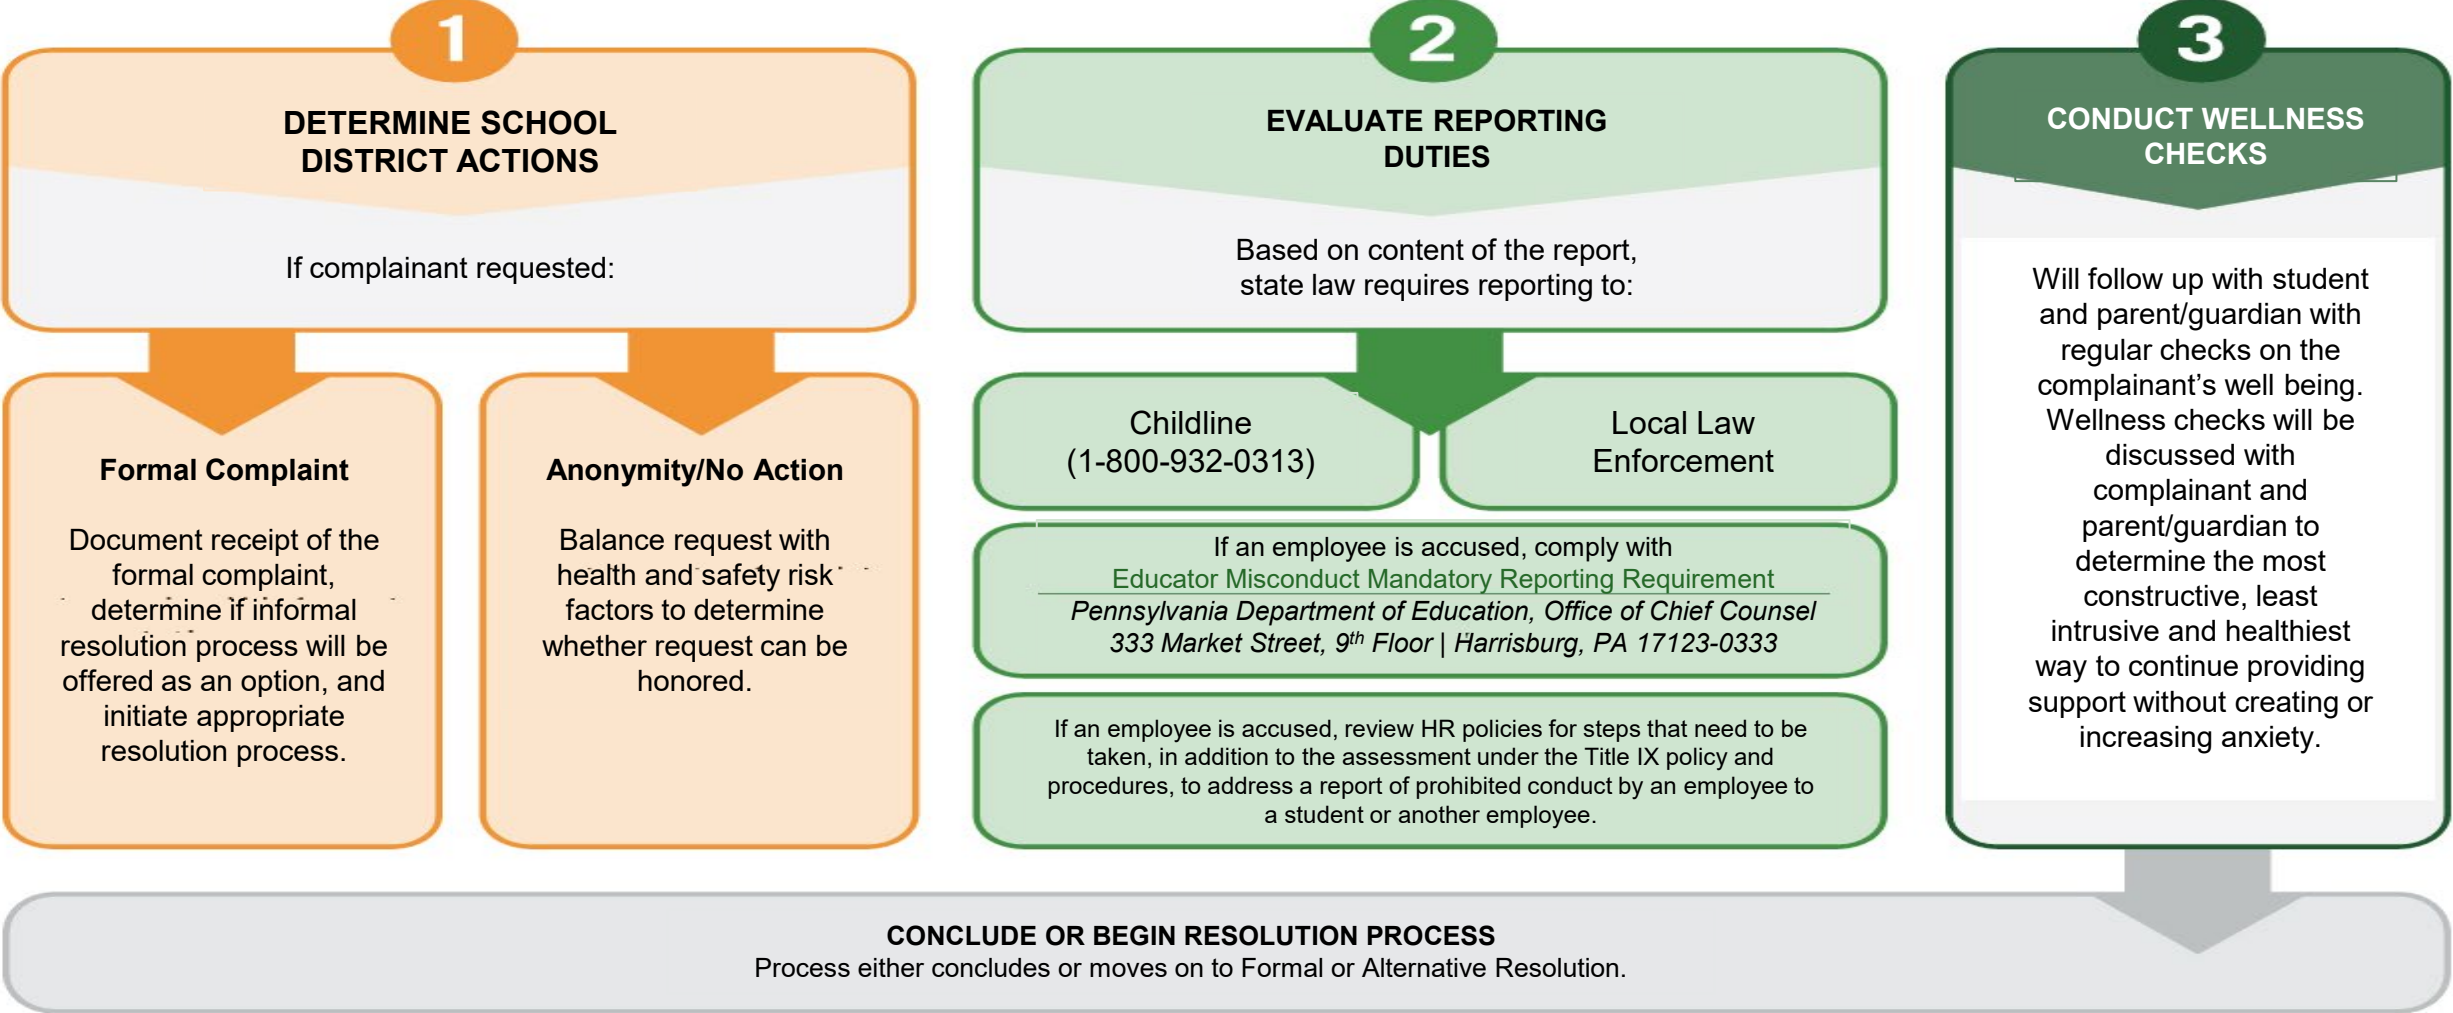 1
DETERMINE SCHOOL
DISTRICT ACTIONS
If complainant requested:
Formal Complaint
Document receipt of the
formal complaint,
determine if informal
resolution process will be
offered as an option, and
initiate appropriate
resolution process.
Anonymity/No Action
Balance request with
health and safety risk
factors to determine
whether request can be
honored.
2
EVALUATE REPORTING
DUTIES
Based on content of the report,
state law requires reporting to:
Childline
(1-800-932-0313)
Local Law
Enforcement
If an employee is accused, comply with
Educator Misconduct Mandatory Reporting Requirement
Pennsylvania Department of Education, Office of Chief Counsel
333 Market Street, 9th Floor | Harrisburg, PA 17123-0333
If an employee is accused, review HR policies for steps that need to be
taken, in addition to the assessment under the Title IX policy and
procedures, to address a report of prohibited conduct by an employee to
a student or another employee.
3
CONDUCT WELLNESS
CHECKS
Will follow up with student
and parent/guardian with
regular checks on the
complainant's well being.
Wellness checks will be
discussed with
complainant and
parent/guardian to
determine the most
constructive, least
intrusive and healthiest
way to continue providing
support without creating or
increasing anxiety.
CONCLUDE OR BEGIN RESOLUTION PROCESS
Process either concludes or moves on to Formal or Alternative Resolution.